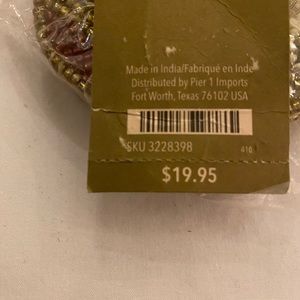 Made in India/Fabriqué en Inde
Distributed by Pier 1 Imports
Fort Worth, Texas 76102 USA
SKU 3228398
410
$19.95